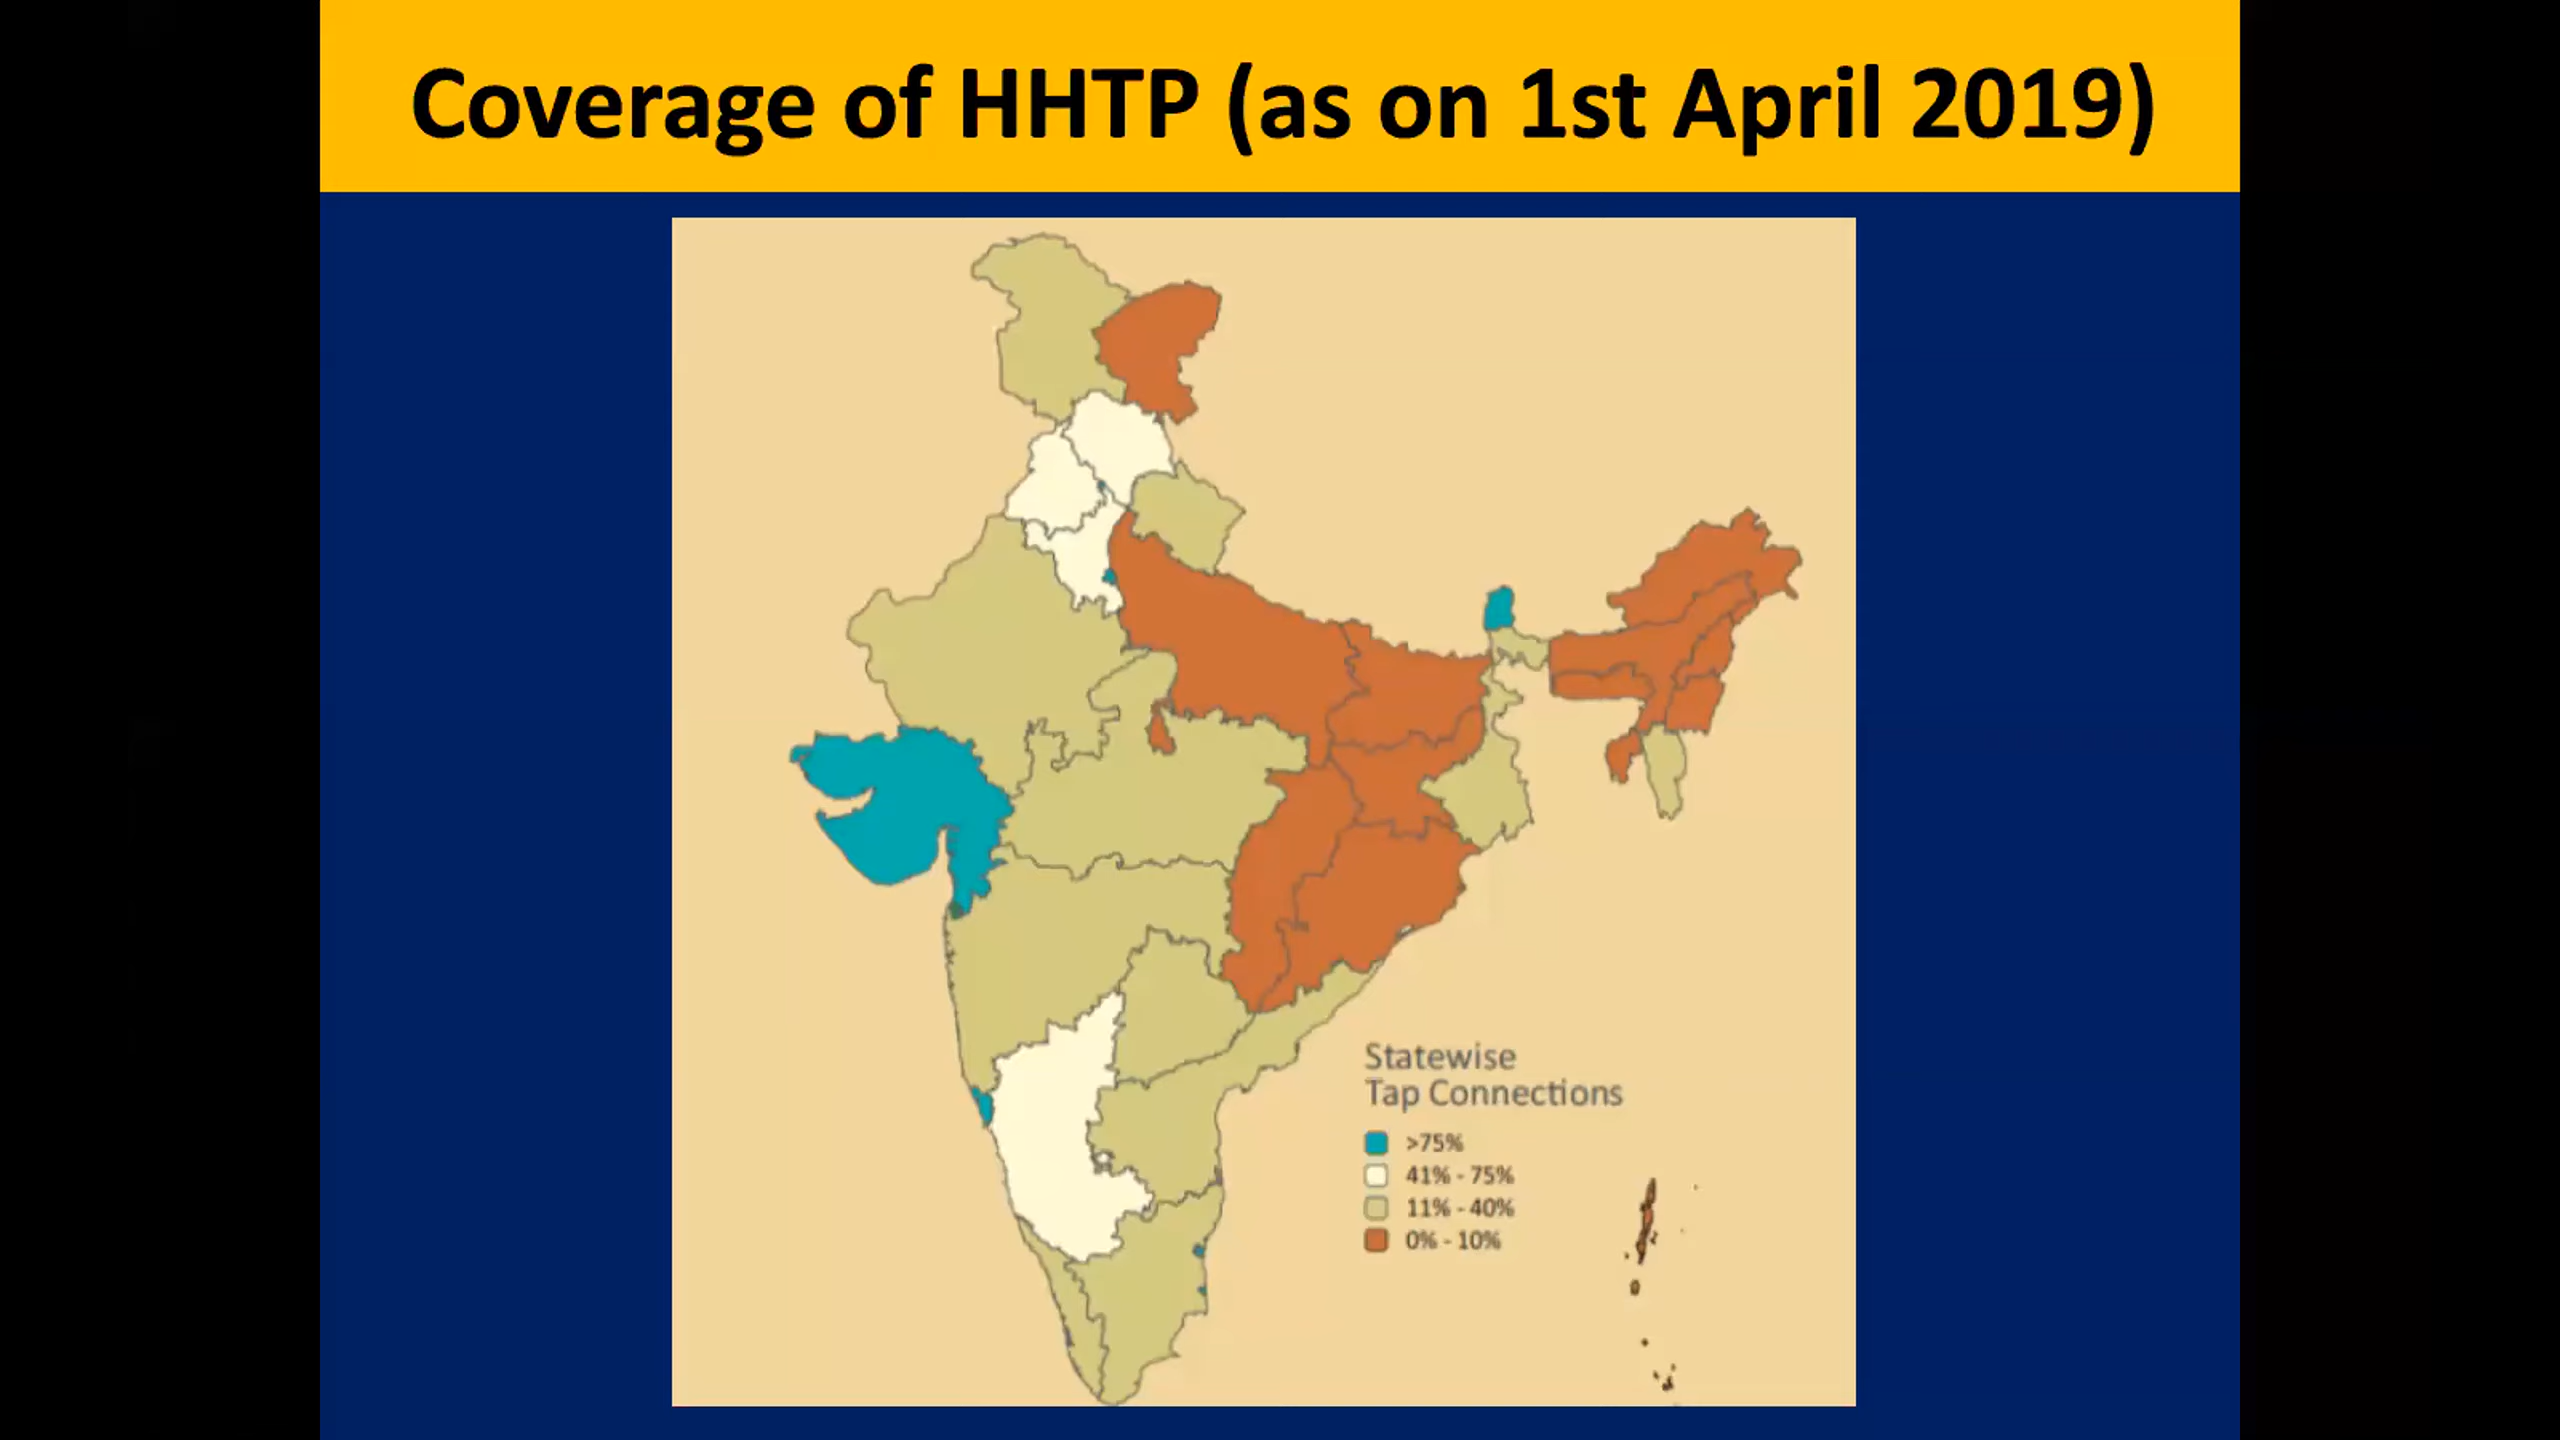 Coverage of HHTP (as on 1st April 2019)
Statewise
Tap Connections
>75%
41% - 75%
11% - 40%
0% - 10%